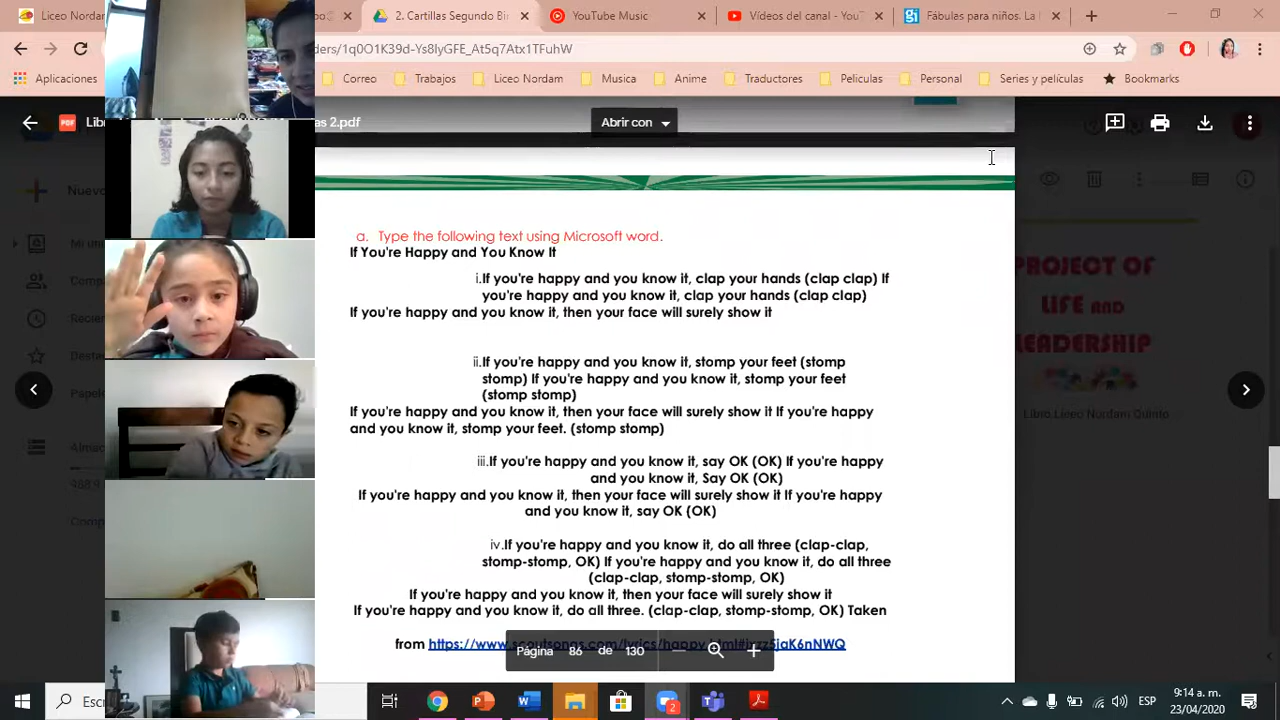 Calladas Segundo Bi
YouTube
Vídeos de
Fábulas para niños. La
ders/1q0O1K39d-Ys8IyGFE_At5q7Atx1TFuhW
Aplicaciones
Correo
Trabajos
Liceo Nordam
Musica
Anime
Traductores
Peliculas
Personal
Series y películas
Bookmarks
PDF
as 2.pdf
Abrir con
a. Type the following text using Microsoft word.
If You're Happy and You Know It
i.If you're happy and you know it, clap your hands (clap clap) If
you're happy and you know it, clap your hands (clap clap)
If you're happy and you know it, then your face will surely show it
ii.If you're happy and you know it, stomp your feet (stomp
stomp) If you're happy and you know it, stomp your feet
(stomp stomp)
If you're happy and you know it, then your face will surely show it If you're happy
and you know it, stomp your feet. (stomp stomp)
iii.If you're happy and you know it, say OK (OK) If you're happy
and you know it, Say OK (OK)
If you're happy and you know it, then your face will surely show it If you're happy
and you know it, say OK (OK)
iv.If you're happy and you know it, do all three (clap-clap,
stomp-stomp, OK) If you're happy and you know it, do all three
(clap-clap, stomp-stomp, OK)
If you're happy and you know it, then your face will surely show it
If you're happy and you know it, do all three. (clap-clap, stomp-stomp, OK) Taken
from
Página 86 de 130
PROJECT OF
LIFE and
LEADERSHIP
Libro Liceo Nordam Quinto
ESP
9:14 a. m.
23/04/2020
2